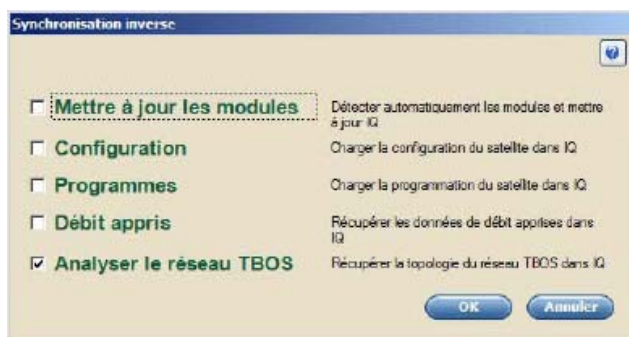 Synchronisation inverse
?
Mettre à jour les modules
Détecter automatiquement les modules et mettre
à jour IQ
Configuration
Charger la configuration du satellite dans IQ
Programmes
Charger la programmation du satellite dans IQ
Débit appris
Récupérer les données de débit apprises dans
IQ
Analyser le réseau TBOS
Récupérer la topologie du réseau TBOS dans IQ
OK
Annuler